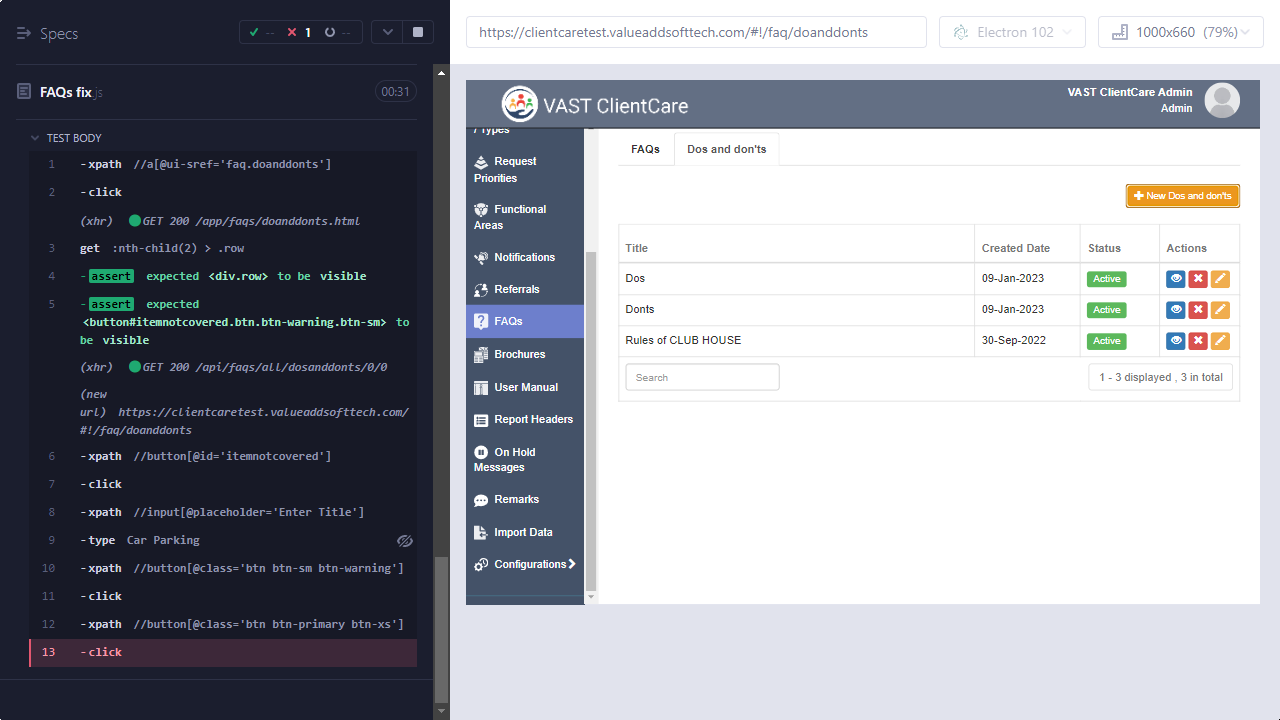 Specs
-- 1 --
FAQs fix.js
00:31
TEST BODY
1 -xpath //a[@ui-sref='faq.doanddonts']
2 -click
(xhr) GET 200 /app/faqs/doanddonts.html
3 get :nth-child(2) > .row
4 -assert expected <div.row> to be visible
5 -assert expected
<button#itemnotcovered.btn.btn-warning.btn-sm> to
be visible
(xhr) GET 200 /api/faqs/all/dosanddonts/0/0
(new
url) https://clientcaretest.valueaddsofttech.com/
#!/faq/doanddonts
6 -xpath //button[@id='itemnotcovered']
7 -click
8 -xpath //input[@placeholder='Enter Title']
9 -type Car Parking
10 -xpath //button[@class='btn btn-sm btn-warning']
11 -click
12 -xpath //button[@class='btn btn-primary btn-xs']
13 -click
https://clientcaretest.valueaddsofttech.com/#!/faq/doanddonts
Electron 102
1000x660 (79%)
VAST ClientCare
VAST ClientCare Admin
Admin
/ Types
Request
Priorities
Functional
Areas
Notifications
Referrals
FAQs
Brochures
User Manual
Report Headers
On Hold
Messages
Remarks
Import Data
Configurations
FAQs Dos and don'ts
New Dos and don'ts
Title Created Date Status Actions
Dos 09-Jan-2023 Active
Donts 09-Jan-2023 Active
Rules of CLUB HOUSE 30-Sep-2022 Active
Search
1 - 3 displayed , 3 in total